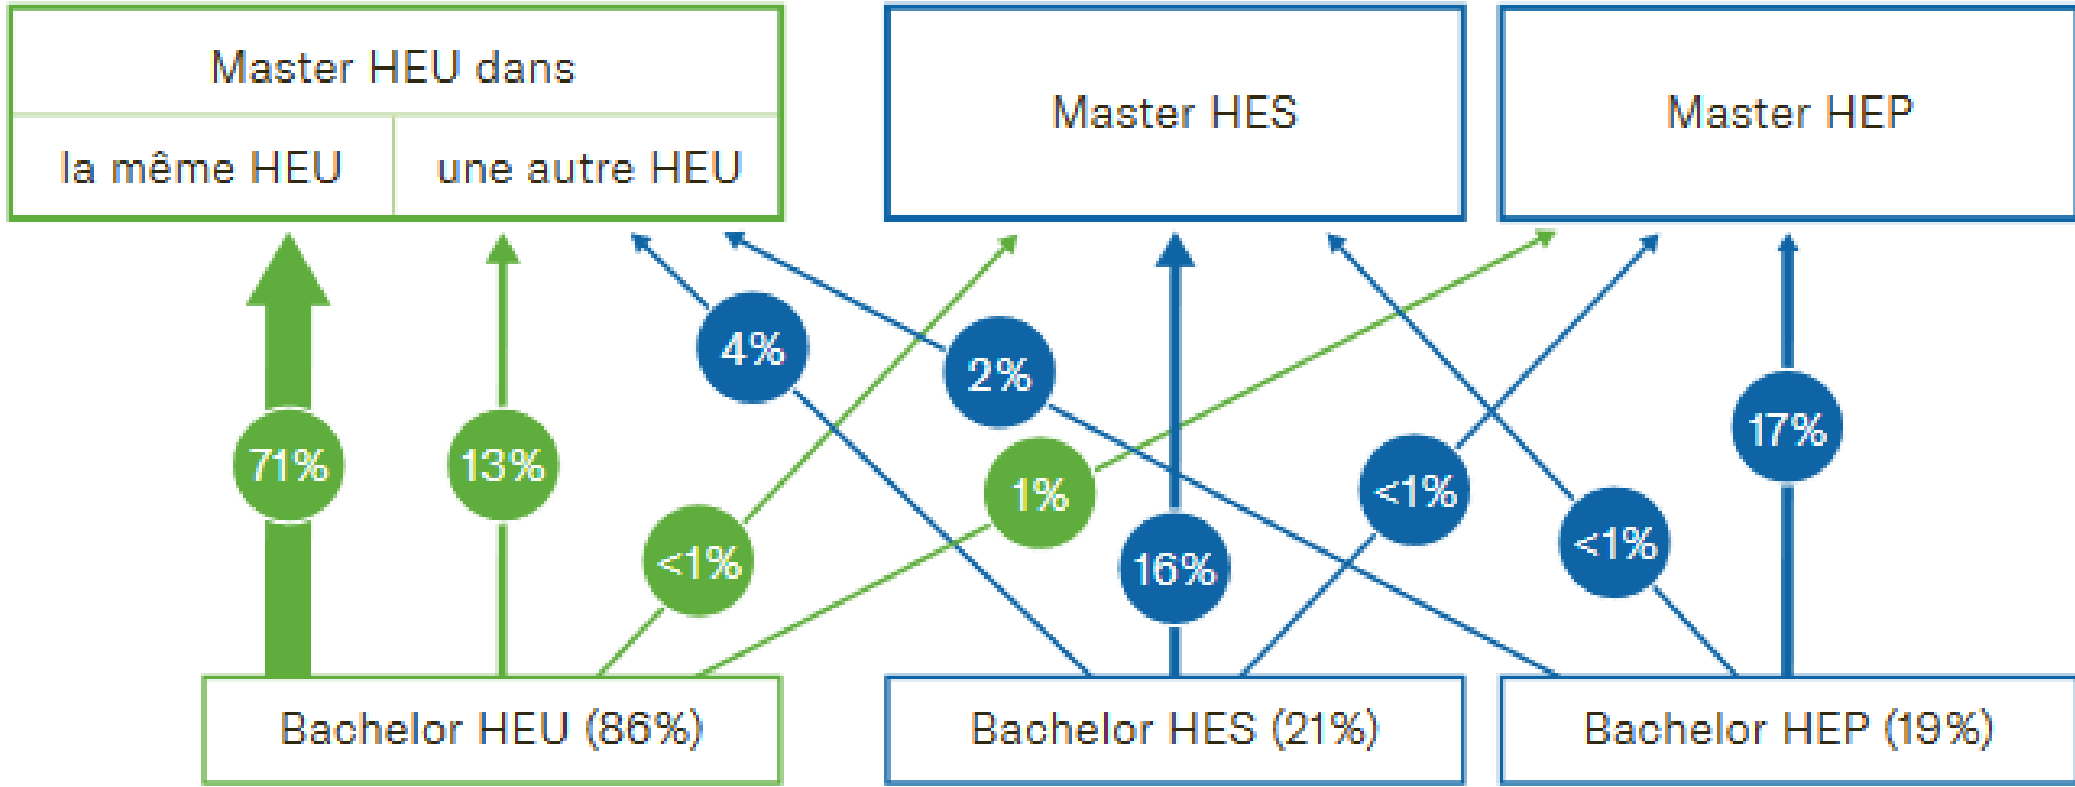 Master HEU dans
la même HEU
une autre HEU
Master HES
Master HEP
4%
2%
17%
71%
13%
1%
<1%
<1%
<1%
16%
Bachelor HEU (86%)
Bachelor HES (21%)
Bachelor HEP (19%)